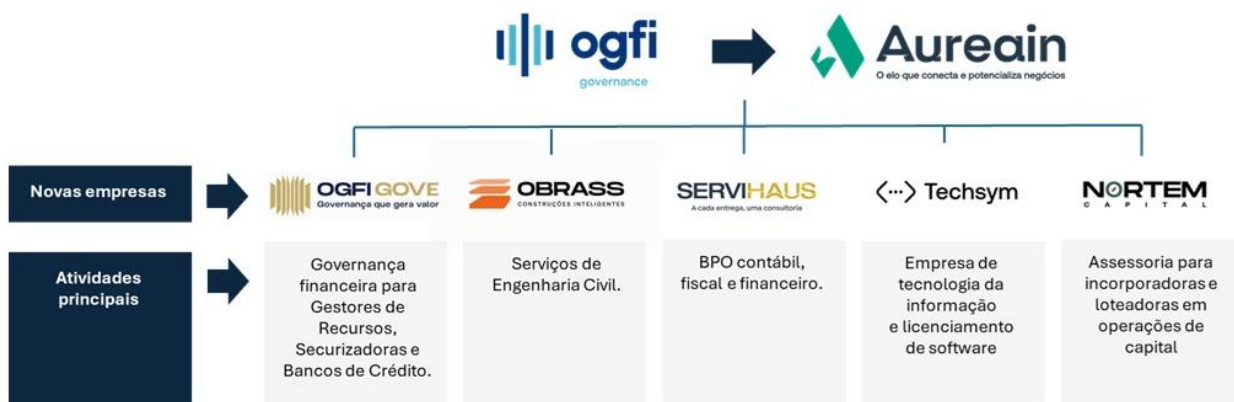 ogfi
governance
Aureain
O elo que conecta e potencializa negócios
Novas empresas
OGFI GOVE
Governança que gera valor
OBRASS
CONSTRUÇÕES INTELIGENTES
SERVIHAUS
A cada entrega, uma consultoria
<···> Techsym
NORTEM
CAPITAL
Atividades
principais
Governança
financeira para
Gestores de
Recursos,
Securizadoras e
Bancos de Crédito.
Serviços de
Engenharia Civil.
BPO contábil,
fiscal e financeiro.
Empresa de
tecnologia da
informação
e licenciamento
de software
Assessoria para
incorporadoras e
loteadoras em
operações de
capital